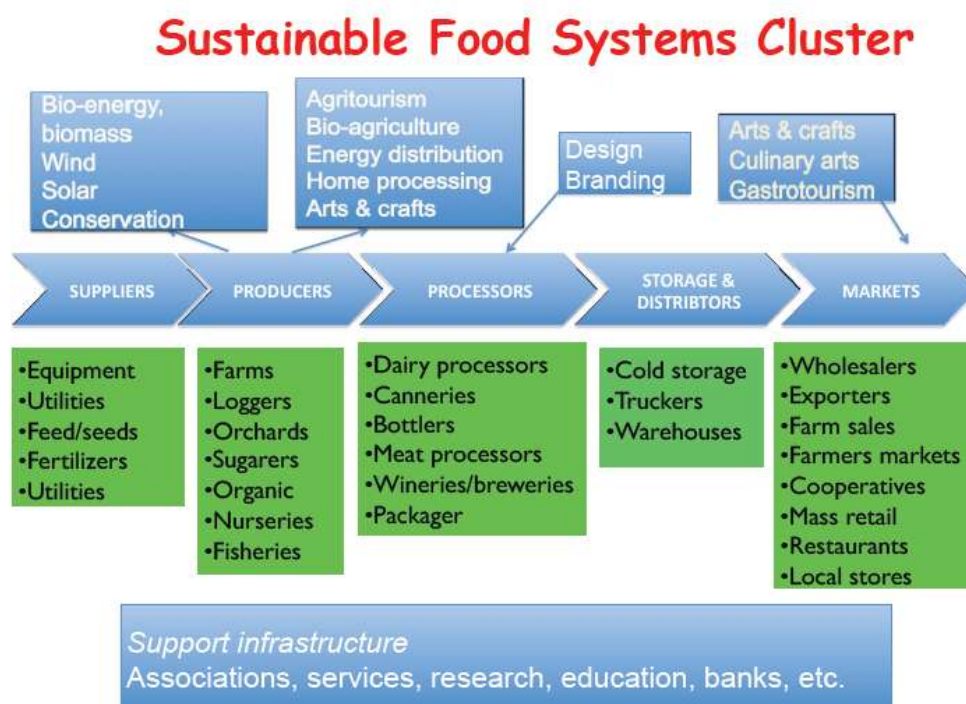 Sustainable Food Systems Cluster
Bio-energy,
biomass
Wind
Solar
Conservation
Agritourism
Bio-agriculture
Energy distribution
Home processing
Arts & crafts
Design
Branding
Arts & crafts
Culinary arts
Gastrotourism
SUPPLIERS
PRODUCERS
PROCESSORS
STORAGE &
DISTRIBTORS
MARKETS
•Equipment
•Utilities
•Feed/seeds
•Fertilizers
•Utilities
•Farms
•Loggers
•Orchards
•Sugarers
•Organic
•Nurseries
•Fisheries
•Dairy processors
•Canneries
•Bottlers
•Meat processors
•Wineries/breweries
•Packager
•Cold storage
•Truckers
•Warehouses
•Wholesalers
•Exporters
•Farm sales
•Farmers markets
•Cooperatives
•Mass retail
•Restaurants
•Local stores
Support infrastructure
Associations, services, research, education, banks, etc.